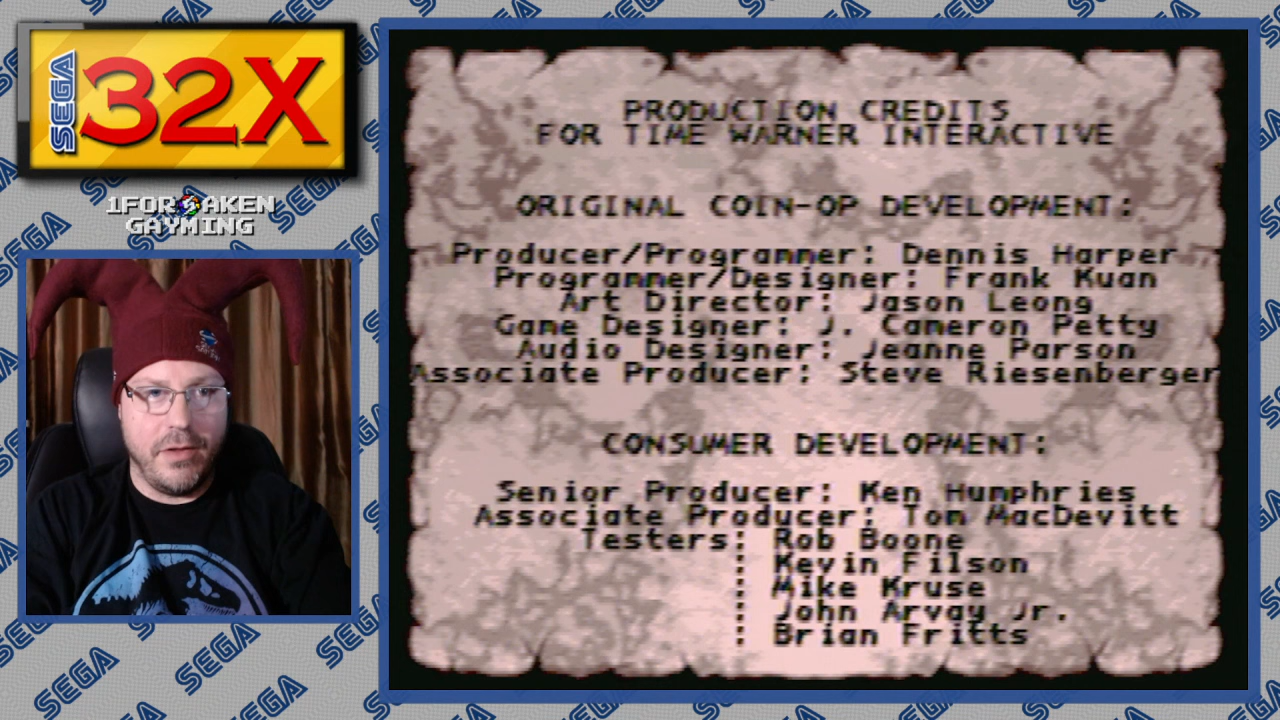 SEGA 32X
1FORSAKEN
GAYMING
PRODUCTION CREDITS
FOR TIME WARNER INTERACTIVE
ORIGINAL COIN-OP DEVELOPMENT:
Producer/Programmer: Dennis Harper
Programmer/Designer: Frank Kuan
Art Director: Jason Leong
Game Designer: J. Cameron Petty
Audio Designer: Jeanne Parson
Associate Producer: Steve Riesenberger
CONSUMER DEVELOPMENT:
Senior Producer: Ken Humphries
Associate Producer: Tom MacDevitt
Testers: Rob Boone
: Kevin Filson
: Mike Kruse
: John Arvay Jr.
: Brian Fritts
SEGA SEGA SEGA